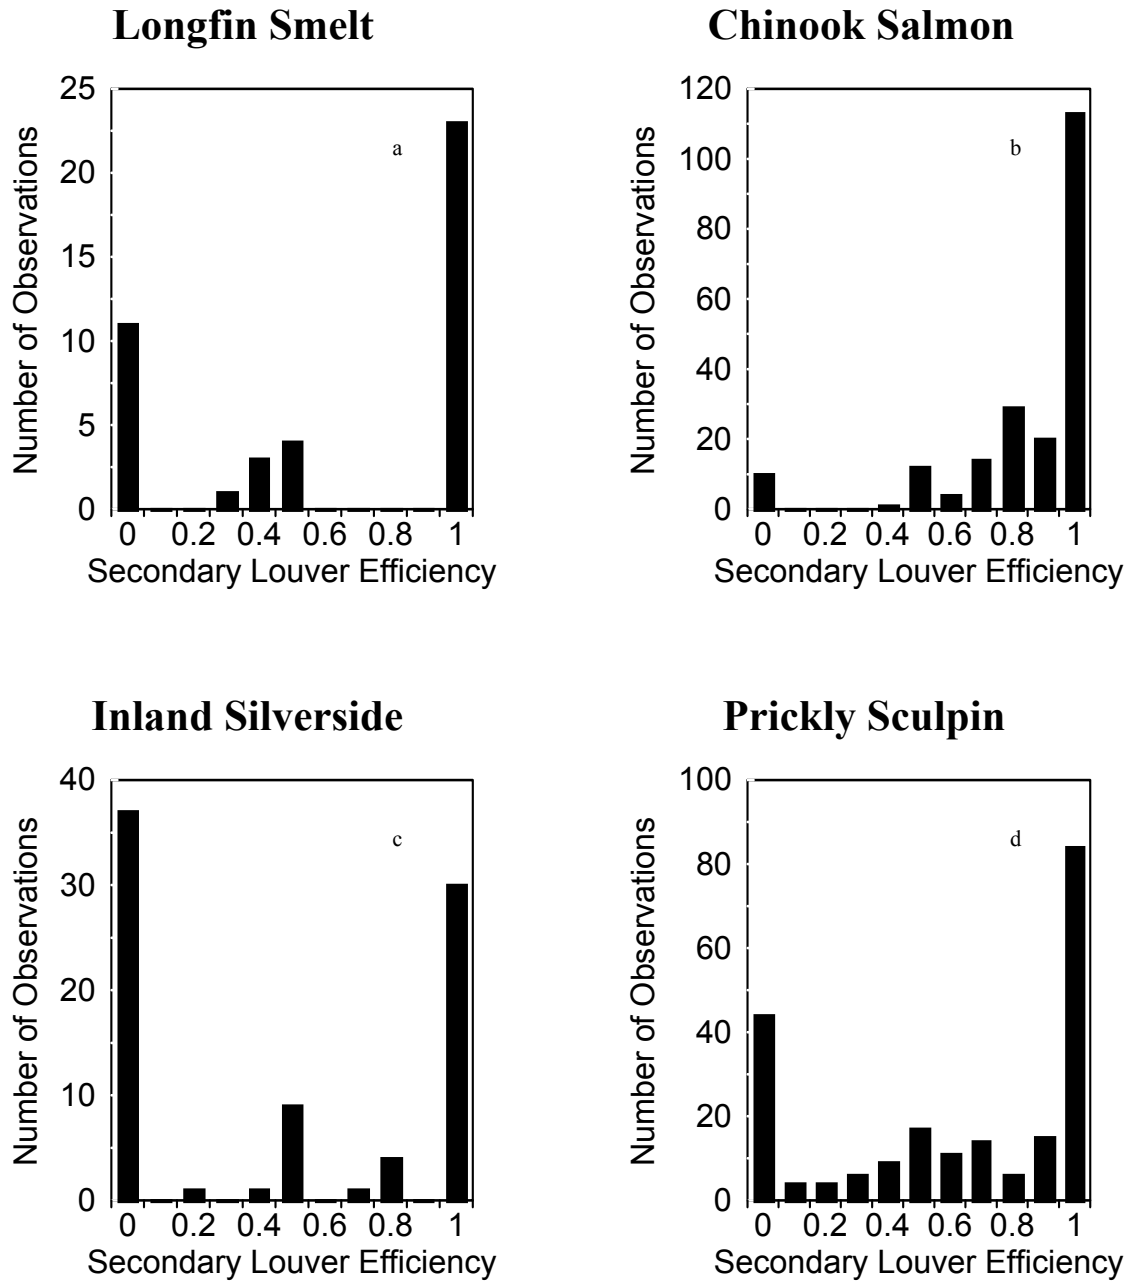 Longfin Smelt
Number of Observations
25
20
15
10
5
0
a
0 0.2 0.4 0.6 0.8 1
Secondary Louver Efficiency
Chinook Salmon
Number of Observations
120
100
80
60
40
20
0
b
0 0.2 0.4 0.6 0.8 1
Secondary Louver Efficiency
Inland Silverside
Number of Observations
40
30
20
10
0
c
0 0.2 0.4 0.6 0.8 1
Secondary Louver Efficiency
Prickly Sculpin
Number of Observations
100
80
60
40
20
0
d
0 0.2 0.4 0.6 0.8 1
Secondary Louver Efficiency